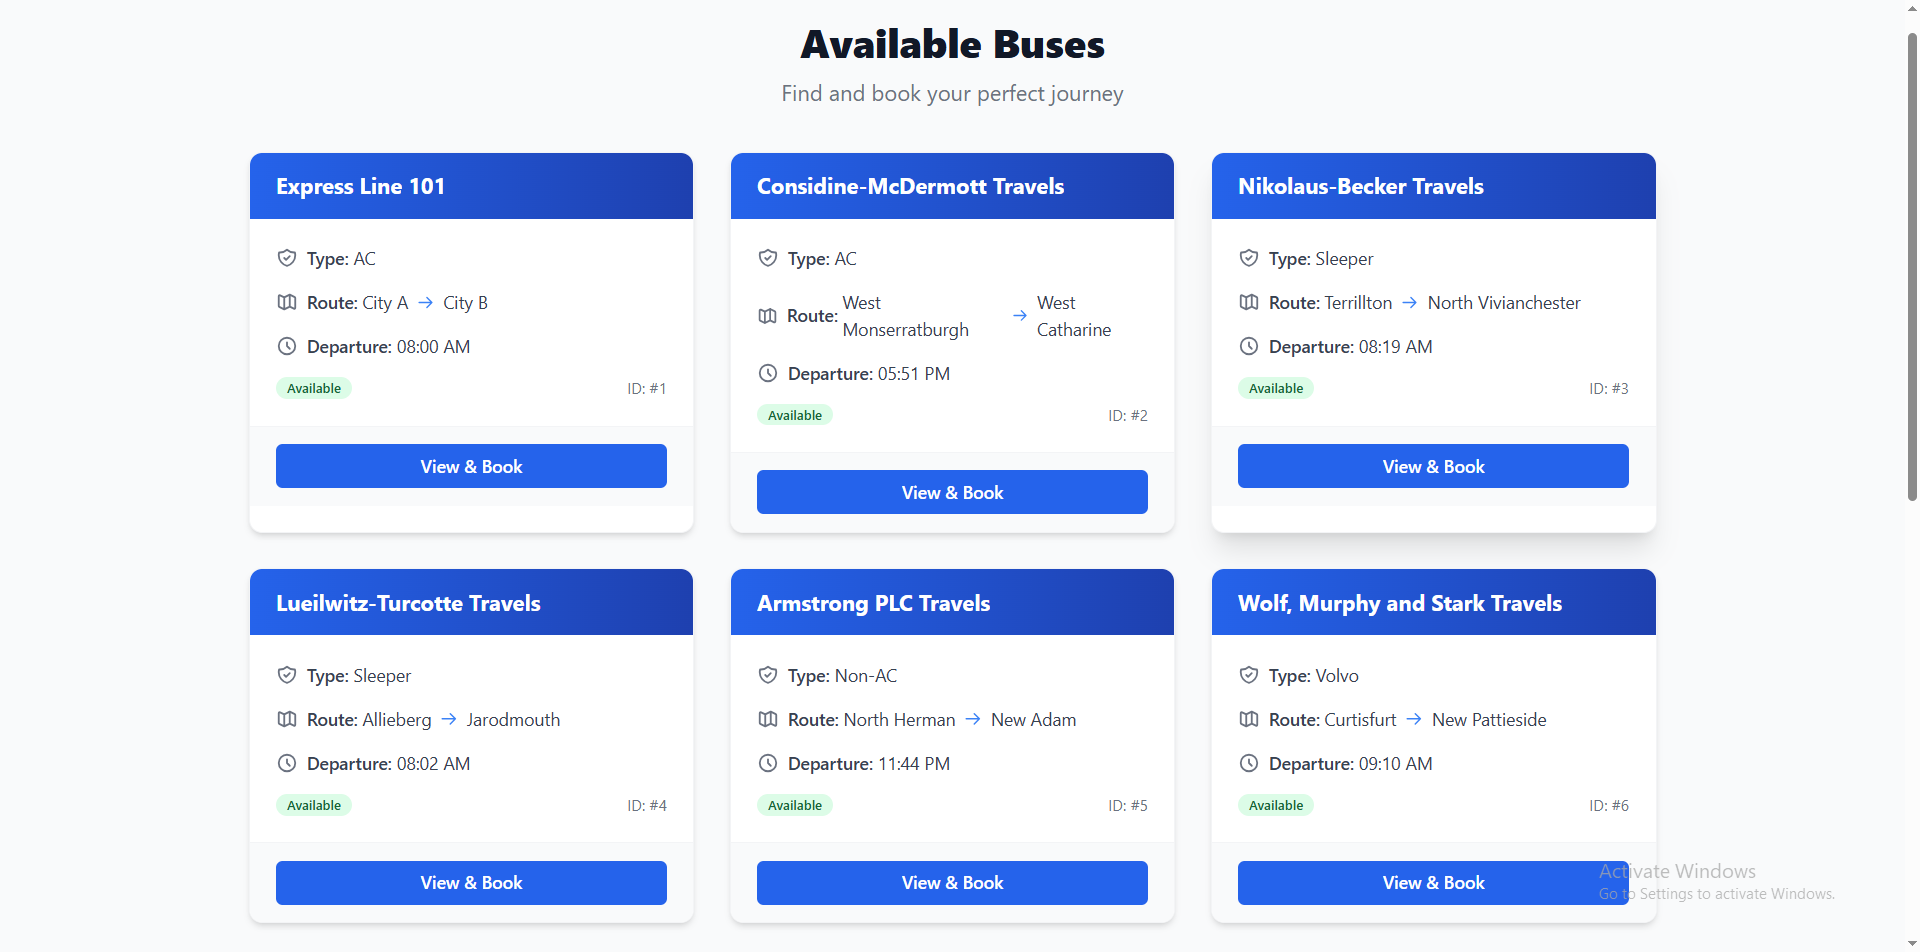 Available Buses
Find and book your perfect journey
Express Line 101
Type: AC
Route: City A → City B
Departure: 08:00 AM
Available
ID: #1
View & Book
Considine-McDermott Travels
Type: AC
Route: West Monserratburgh → West Catharine
Departure: 05:51 PM
Available
ID: #2
View & Book
Nikolaus-Becker Travels
Type: Sleeper
Route: Terrillton → North Vivianchester
Departure: 08:19 AM
Available
ID: #3
View & Book
Lueilwitz-Turcotte Travels
Type: Sleeper
Route: Allieberg → Jarodmouth
Departure: 08:02 AM
Available
ID: #4
View & Book
Armstrong PLC Travels
Type: Non-AC
Route: North Herman → New Adam
Departure: 11:44 PM
Available
ID: #5
View & Book
Wolf, Murphy and Stark Travels
Type: Volvo
Route: Curtisfurt → New Pattieside
Departure: 09:10 AM
Available
ID: #6
View & Book
Activate Windows
Go to Settings to activate Windows.